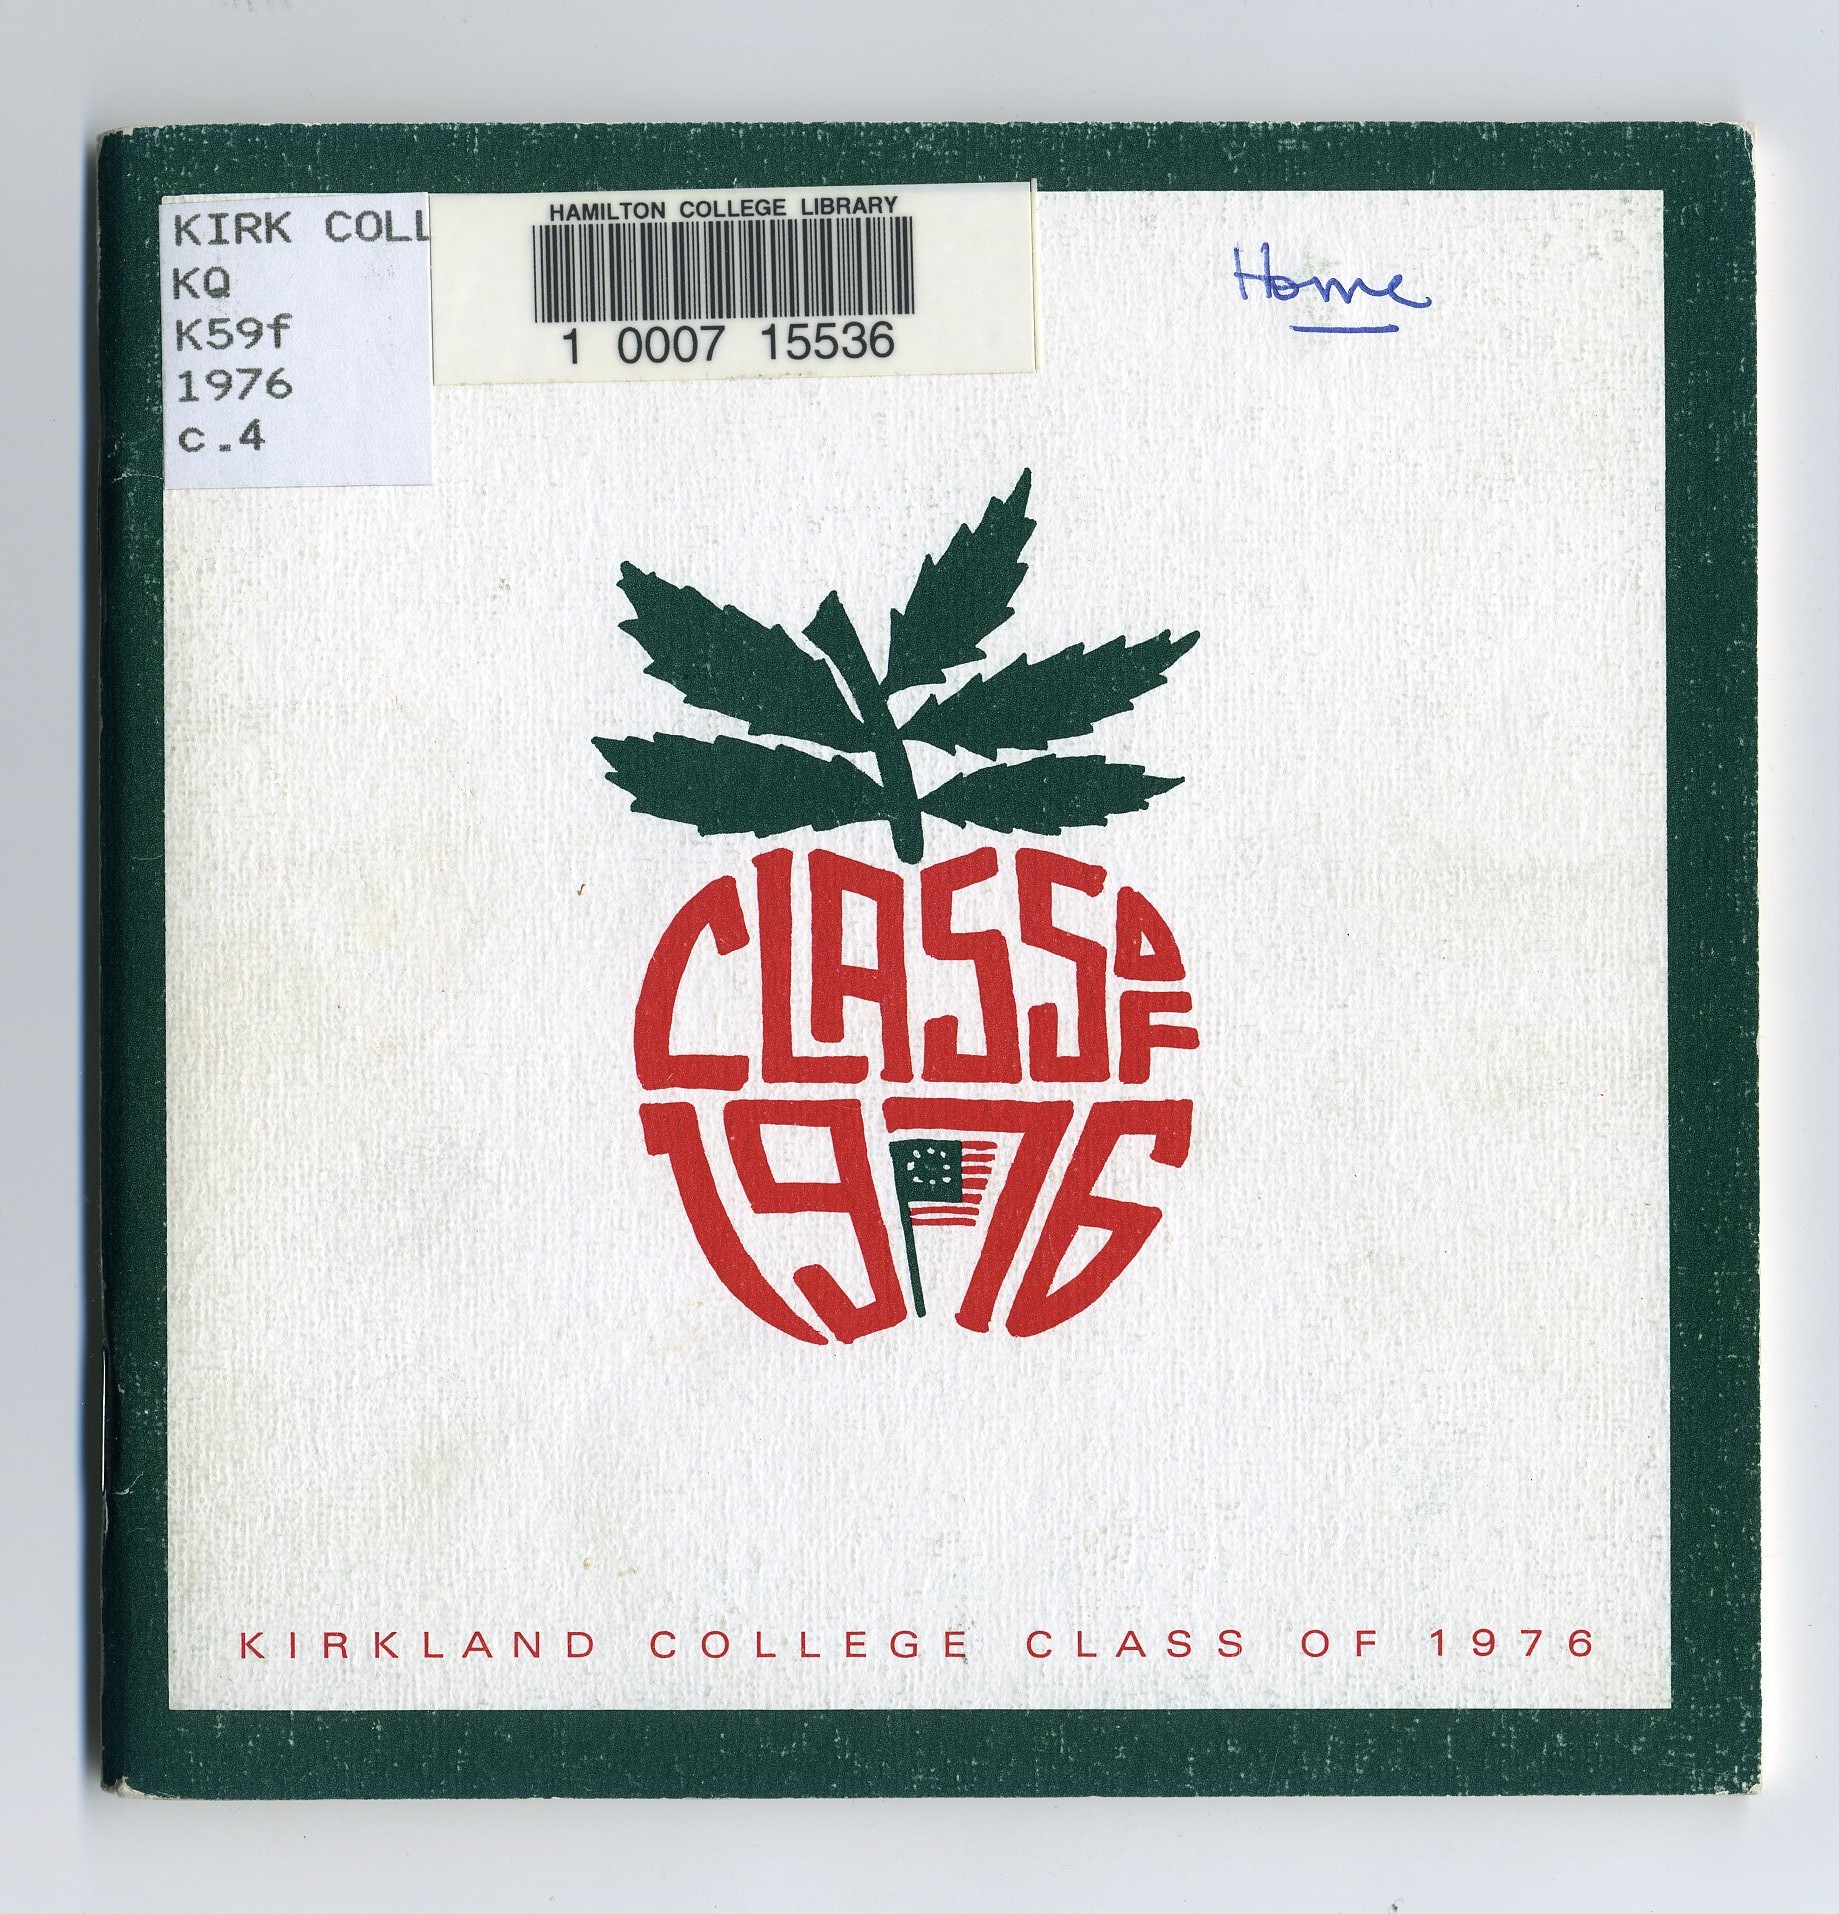 KIRK COLL
KQ
K59f
1976
c.4
HAMILTON COLLEGE LIBRARY
1 0007 15536
Home
CLASS OF
1976
KIRKLAND COLLEGE CLASS OF 1976